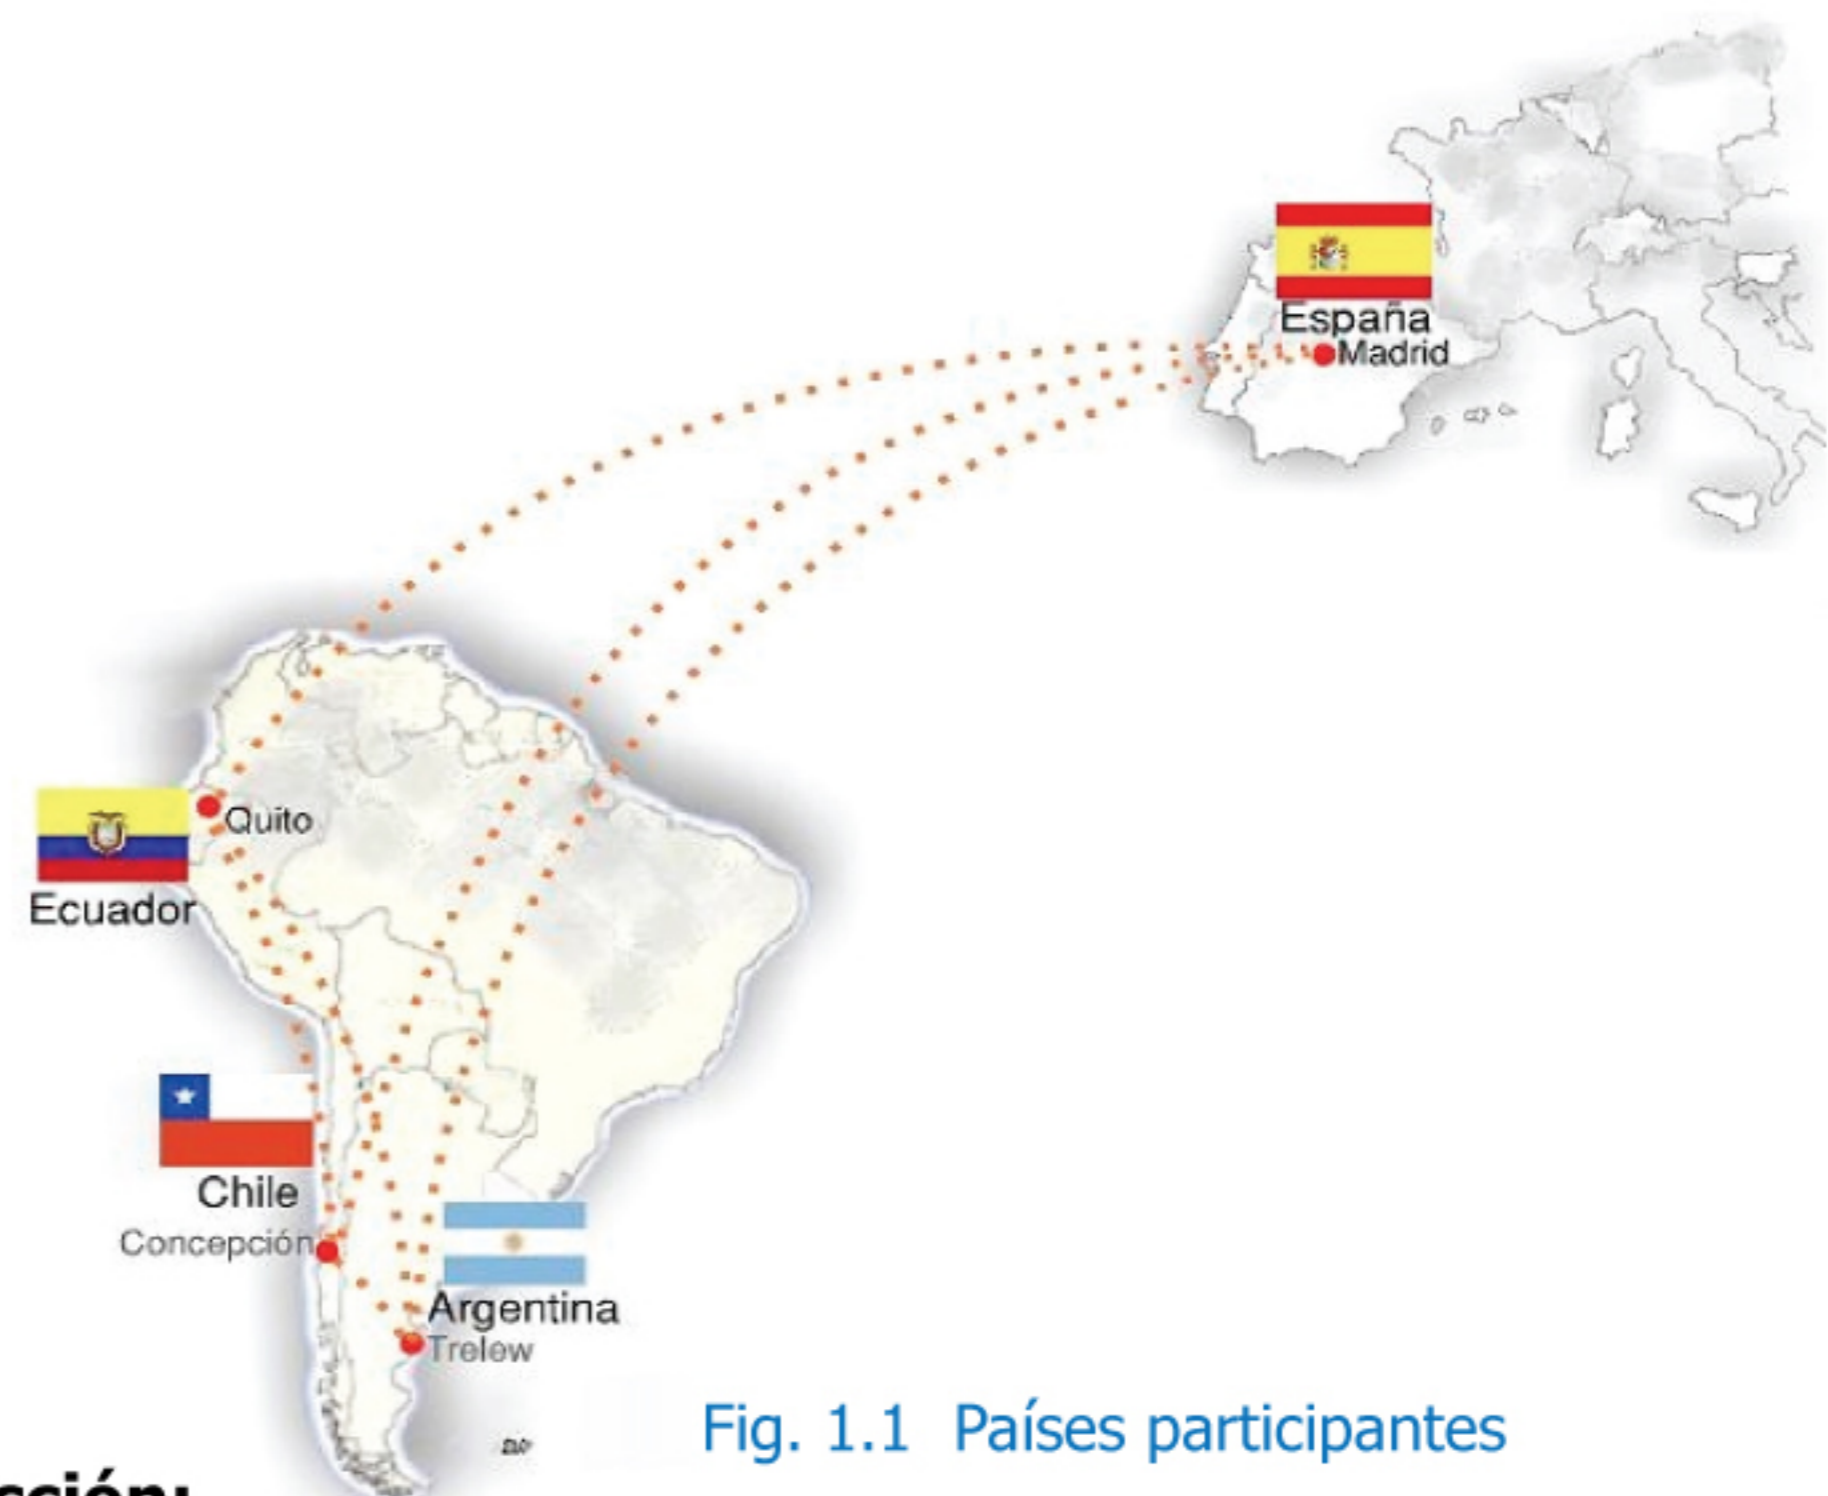 España
Madrid
Quito
Ecuador
Chile
Concepción
Argentina
Trelew
Fig. 1.1 Países participantes